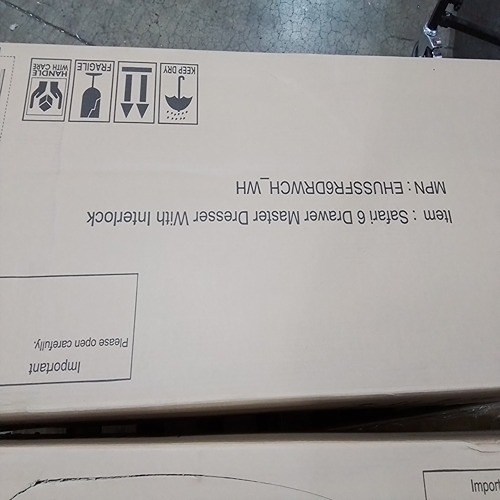 Important
Please open carefully.
Item : Safari 6 Drawer Master Dresser With Interlock
MPN : EHUSSFR6DRWCH_WH
KEEP DRY
FRAGILE
HANDLE
WITH CARE
Import